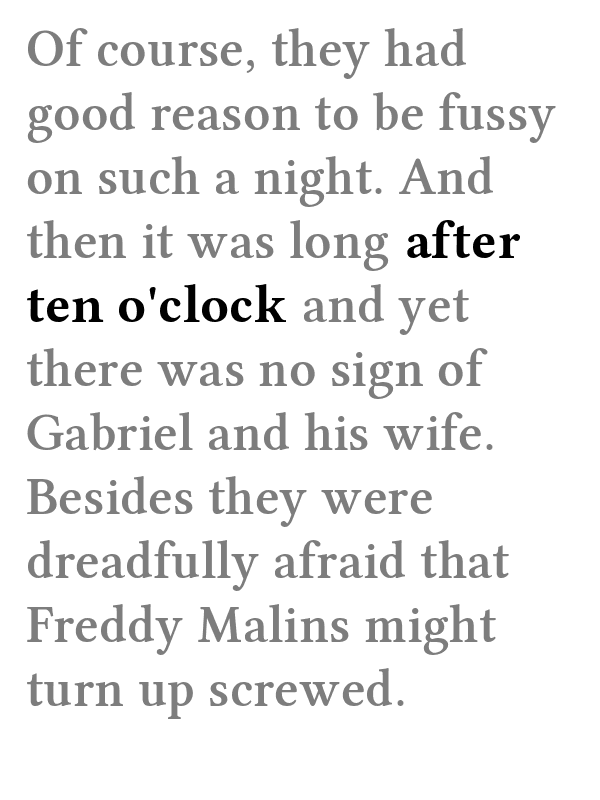 Of course, they had
good reason to be fussy
on such a night. And
then it was long after
ten o'clock and yet
there was no sign of
Gabriel and his wife.
Besides they were
dreadfully afraid that
Freddy Malins might
turn up screwed.